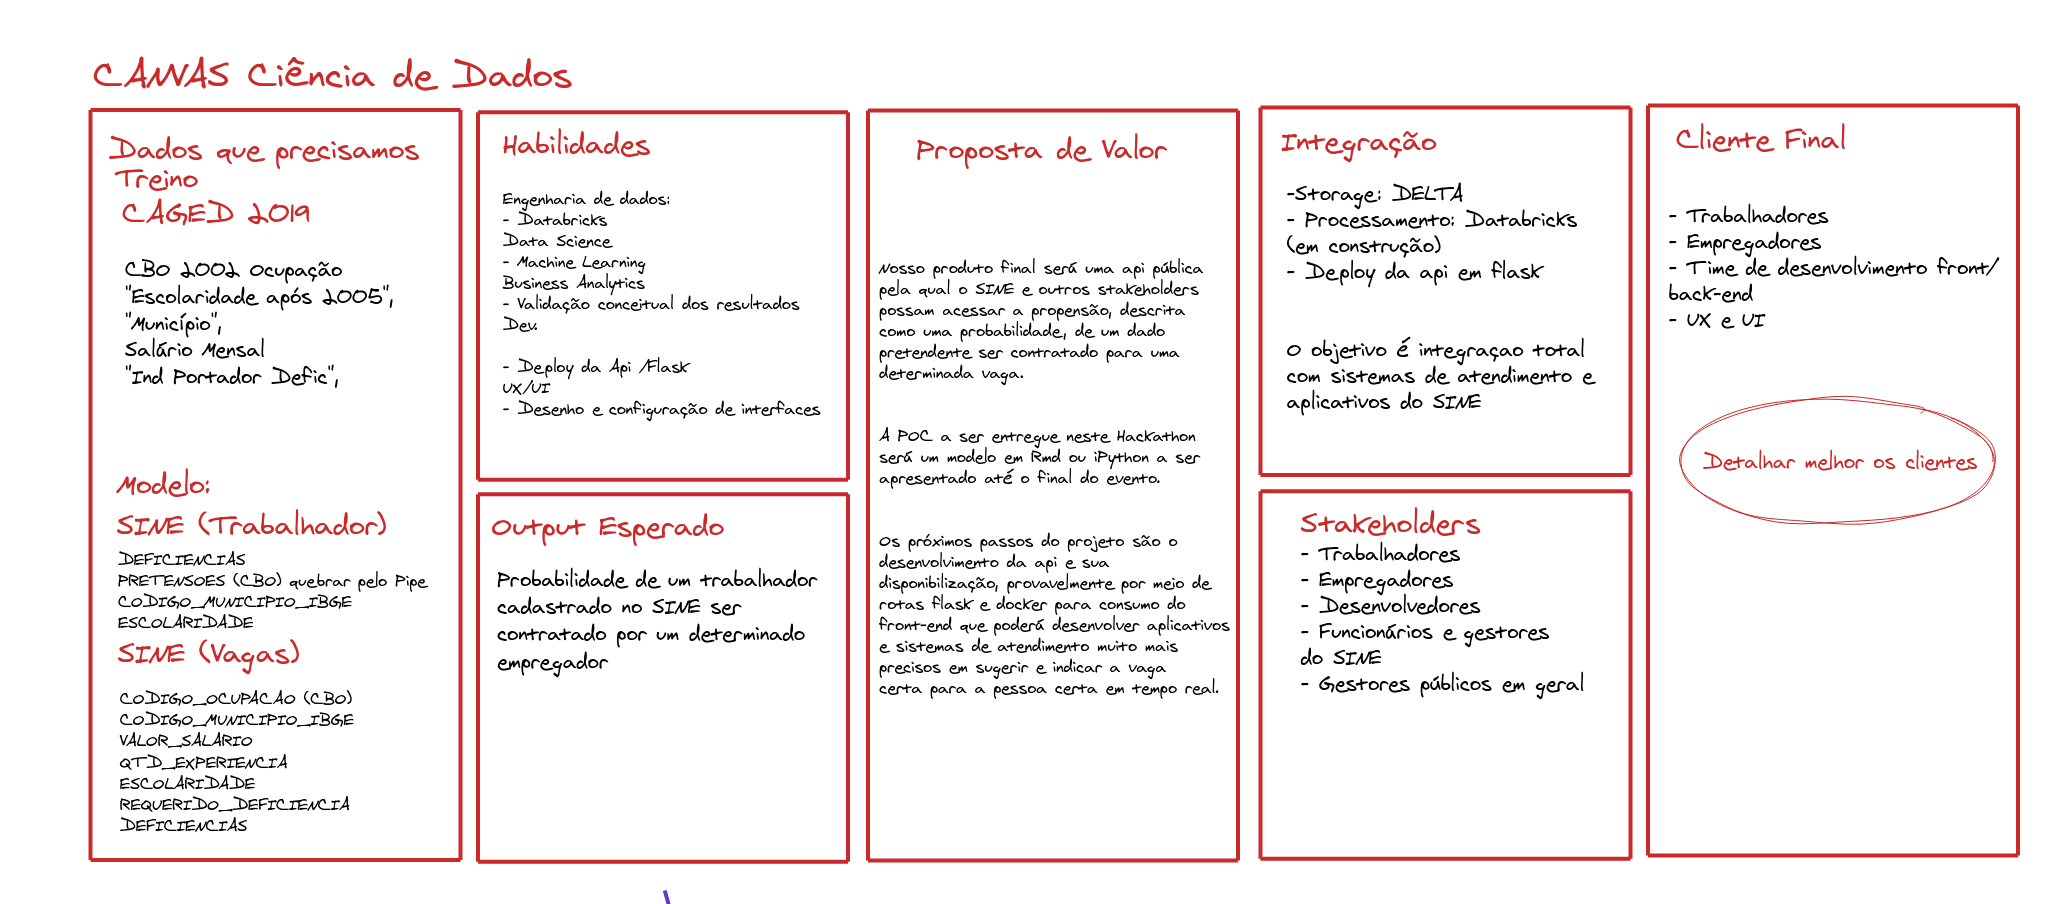 CANVAS Ciência de Dados
Dados que precisamos
Treino
CAGED 2019
CBO 2002 Ocupação
"Escolaridade após 2005",
"Município",
Salário Mensal
"Ind Portador Defic",
Modelo:
SINE (Trabalhador)
DEFICIENCIAS
PRETENSOES (CBO) quebrar pelo Pipe
CODIGO_MUNICIPIO_IBGE
ESCOLARIDADE
SINE (Vagas)
CODIGO_OCUPACAO (CBO)
CODIGO_MUNICIPIO_IBGE
VALOR_SALARIO
QTD_EXPERIENCIA
ESCOLARIDADE
REQUERIDO_DEFICIENCIA
DEFICIENCIAS
Habilidades
Engenharia de dados:
- Databricks
Data Science
- Machine Learning
Business Analytics
- Validação conceitual dos resultados
Dev.
- Deploy da Api /Flask
UX/UI
- Desenho e configuração de interfaces
Output Esperado
Probabilidade de um trabalhador
cadastrado no SINE ser
contratado por um determinado
empregador
Proposta de Valor
Nosso produto final será uma api pública
pela qual o SINE e outros stakeholders
possam acessar a propensão, descrita
como uma probabilidade, de um dado
pretendente ser contratado para uma
determinada vaga.
A POC a ser entregue neste Hackathon
será um modelo em Rmd ou iPython a ser
apresentado até o final do evento.
Os próximos passos do projeto são o
desenvolvimento da api e sua
disponibilização, provavelmente por meio de
rotas flask e docker para consumo do
front-end que poderá desenvolver aplicativos
e sistemas de atendimento muito mais
precisos em sugerir e indicar a vaga
certa para a pessoa certa em tempo real.
Integração
-Storage: DELTA
- Processamento: Databricks
(em construção)
- Deploy da api em flask
O objetivo é integraçao total
com sistemas de atendimento e
aplicativos do SINE
Stakeholders
- Trabalhadores
- Empregadores
- Desenvolvedores
- Funcionários e gestores
do SINE
- Gestores públicos em geral
Cliente Final
- Trabalhadores
- Empregadores
- Time de desenvolvimento front/
back-end
- UX e UI
Detalhar melhor os clientes